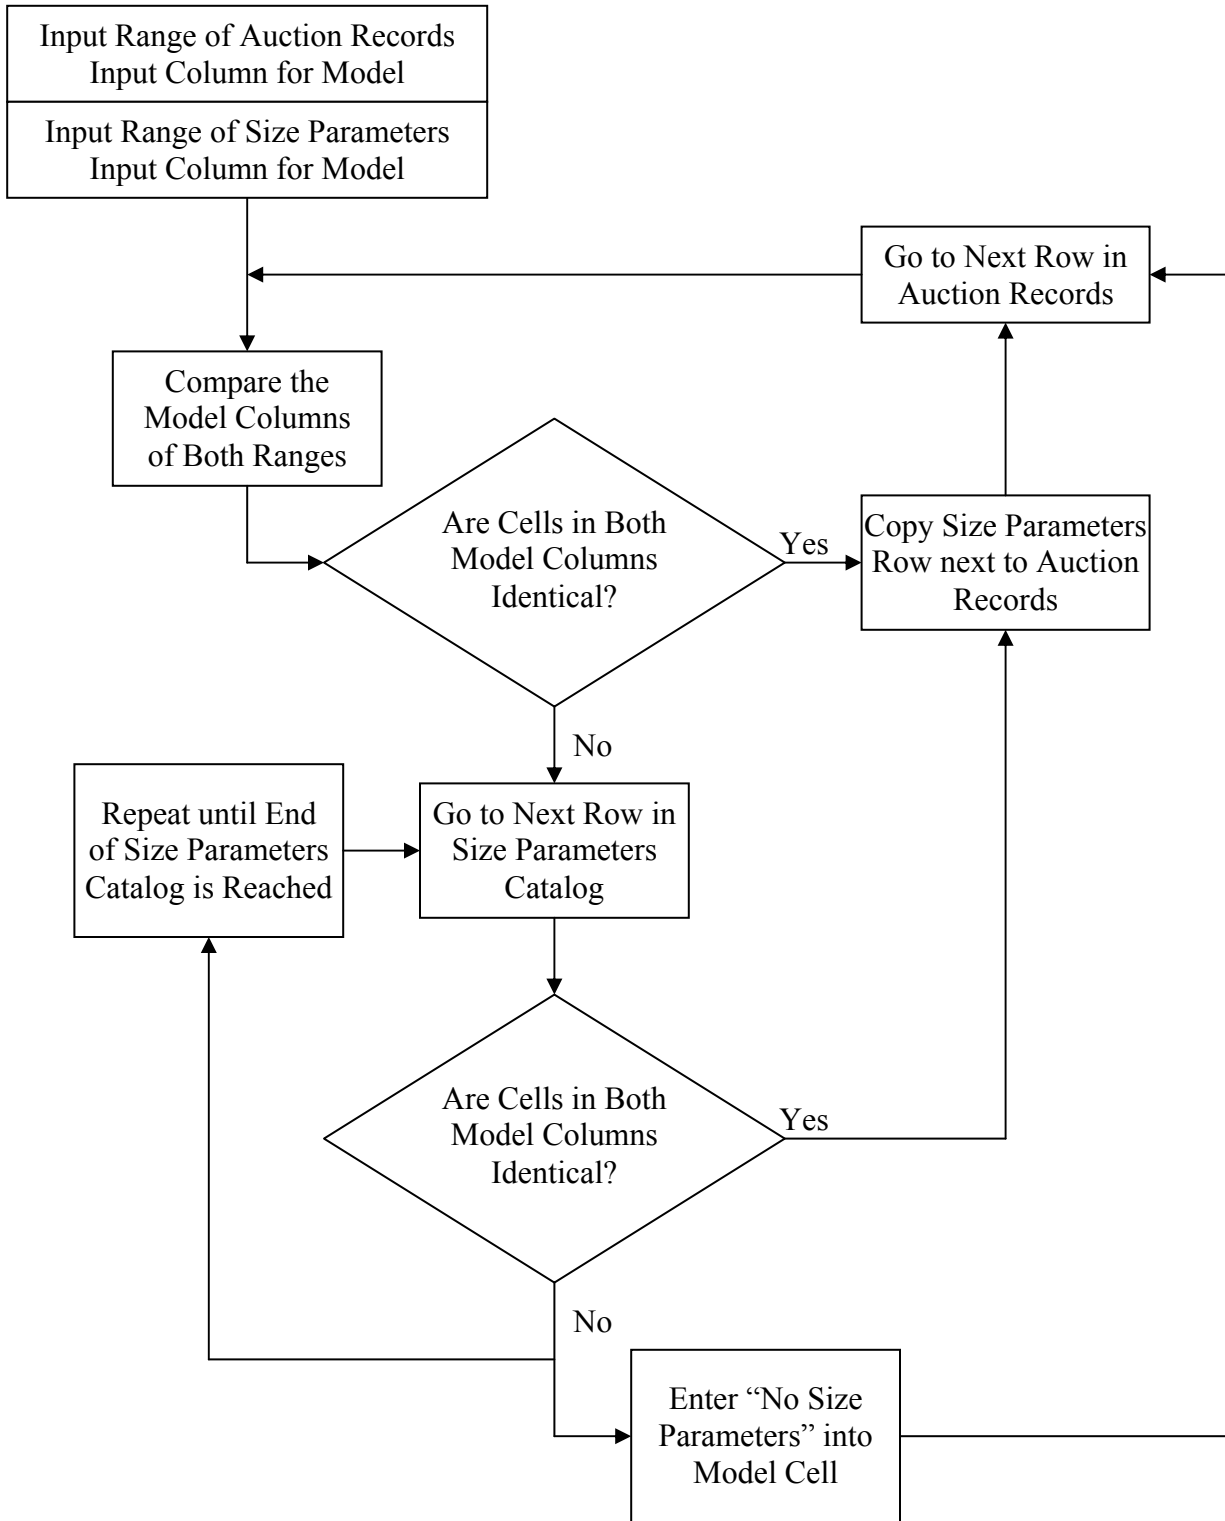 Input Range of Auction Records
Input Column for Model
Input Range of Size Parameters
Input Column for Model
Go to Next Row in
Auction Records
Compare the
Model Columns
of Both Ranges
Are Cells in Both
Model Columns
Identical?
Yes
Copy Size Parameters
Row next to Auction
Records
No
Repeat until End
of Size Parameters
Catalog is Reached
Go to Next Row in
Size Parameters
Catalog
Are Cells in Both
Model Columns
Identical?
Yes
No
Enter “No Size
Parameters” into
Model Cell